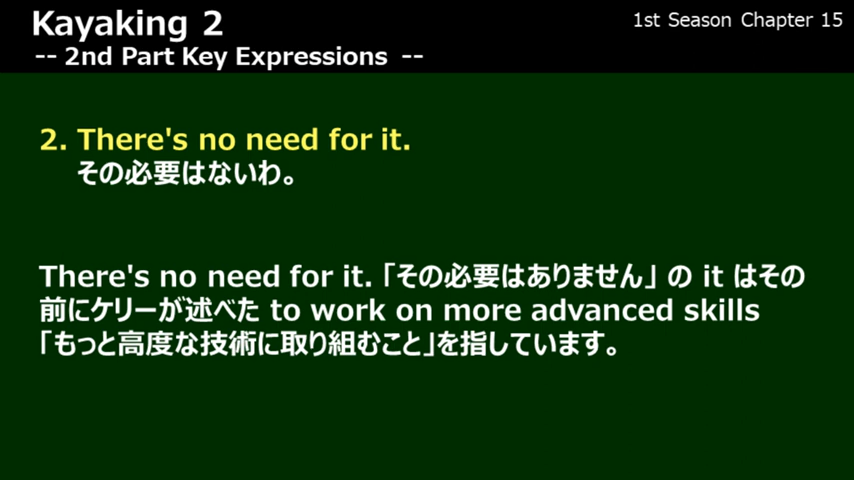 Kayaking 2
1st Season Chapter 15
-- 2nd Part Key Expressions --
2. There's no need for it.
その必要はないわ。
There's no need for it. 「その必要はありません」 の it はその
前にケリーが述べた to work on more advanced skills
「もっと高度な技術に取り組むこと」を指しています。